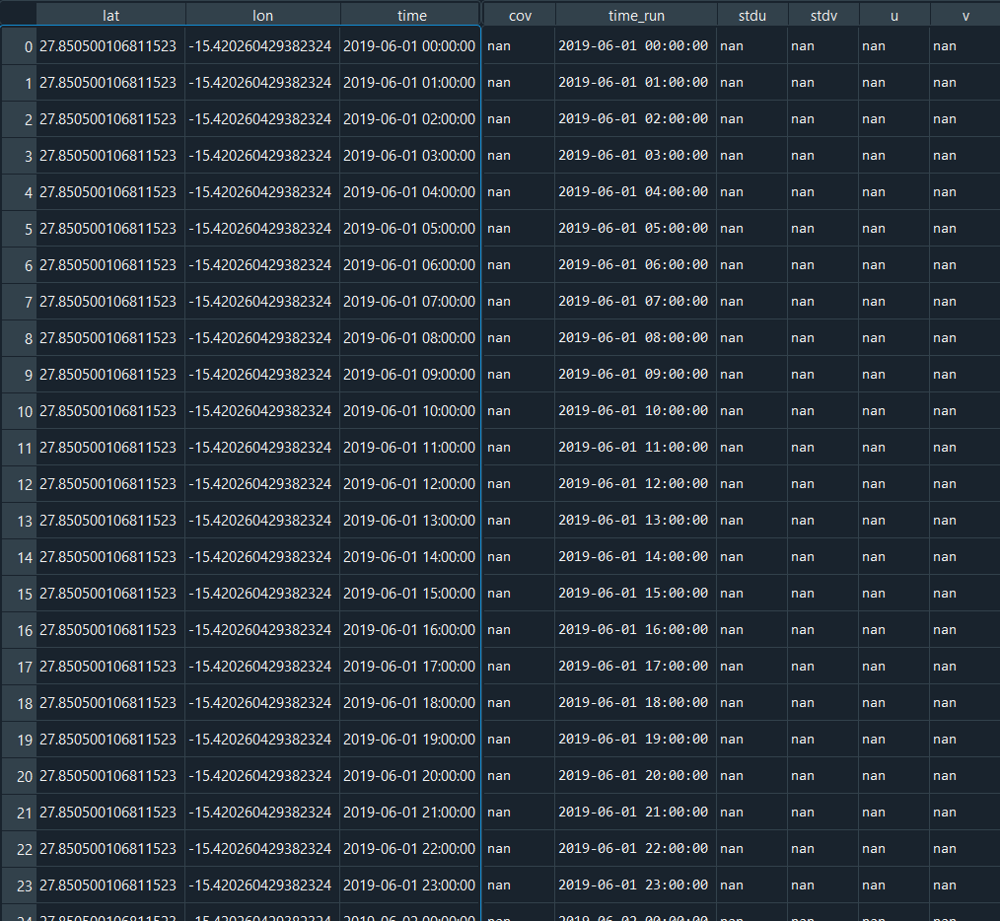 lat lon time cov time_run stdu stdv u v
0 27.850500106811523 -15.420260429382324 2019-06-01 00:00:00 nan 2019-06-01 00:00:00 nan nan nan nan
1 27.850500106811523 -15.420260429382324 2019-06-01 01:00:00 nan 2019-06-01 01:00:00 nan nan nan nan
2 27.850500106811523 -15.420260429382324 2019-06-01 02:00:00 nan 2019-06-01 02:00:00 nan nan nan nan
3 27.850500106811523 -15.420260429382324 2019-06-01 03:00:00 nan 2019-06-01 03:00:00 nan nan nan nan
4 27.850500106811523 -15.420260429382324 2019-06-01 04:00:00 nan 2019-06-01 04:00:00 nan nan nan nan
5 27.850500106811523 -15.420260429382324 2019-06-01 05:00:00 nan 2019-06-01 05:00:00 nan nan nan nan
6 27.850500106811523 -15.420260429382324 2019-06-01 06:00:00 nan 2019-06-01 06:00:00 nan nan nan nan
7 27.850500106811523 -15.420260429382324 2019-06-01 07:00:00 nan 2019-06-01 07:00:00 nan nan nan nan
8 27.850500106811523 -15.420260429382324 2019-06-01 08:00:00 nan 2019-06-01 08:00:00 nan nan nan nan
9 27.850500106811523 -15.420260429382324 2019-06-01 09:00:00 nan 2019-06-01 09:00:00 nan nan nan nan
10 27.850500106811523 -15.420260429382324 2019-06-01 10:00:00 nan 2019-06-01 10:00:00 nan nan nan nan
11 27.850500106811523 -15.420260429382324 2019-06-01 11:00:00 nan 2019-06-01 11:00:00 nan nan nan nan
12 27.850500106811523 -15.420260429382324 2019-06-01 12:00:00 nan 2019-06-01 12:00:00 nan nan nan nan
13 27.850500106811523 -15.420260429382324 2019-06-01 13:00:00 nan 2019-06-01 13:00:00 nan nan nan nan
14 27.850500106811523 -15.420260429382324 2019-06-01 14:00:00 nan 2019-06-01 14:00:00 nan nan nan nan
15 27.850500106811523 -15.420260429382324 2019-06-01 15:00:00 nan 2019-06-01 15:00:00 nan nan nan nan
16 27.850500106811523 -15.420260429382324 2019-06-01 16:00:00 nan 2019-06-01 16:00:00 nan nan nan nan
17 27.850500106811523 -15.420260429382324 2019-06-01 17:00:00 nan 2019-06-01 17:00:00 nan nan nan nan
18 27.850500106811523 -15.420260429382324 2019-06-01 18:00:00 nan 2019-06-01 18:00:00 nan nan nan nan
19 27.850500106811523 -15.420260429382324 2019-06-01 19:00:00 nan 2019-06-01 19:00:00 nan nan nan nan
20 27.850500106811523 -15.420260429382324 2019-06-01 20:00:00 nan 2019-06-01 20:00:00 nan nan nan nan
21 27.850500106811523 -15.420260429382324 2019-06-01 21:00:00 nan 2019-06-01 21:00:00 nan nan nan nan
22 27.850500106811523 -15.420260429382324 2019-06-01 22:00:00 nan 2019-06-01 22:00:00 nan nan nan nan
23 27.850500106811523 -15.420260429382324 2019-06-01 23:00:00 nan 2019-06-01 23:00:00 nan nan nan nan